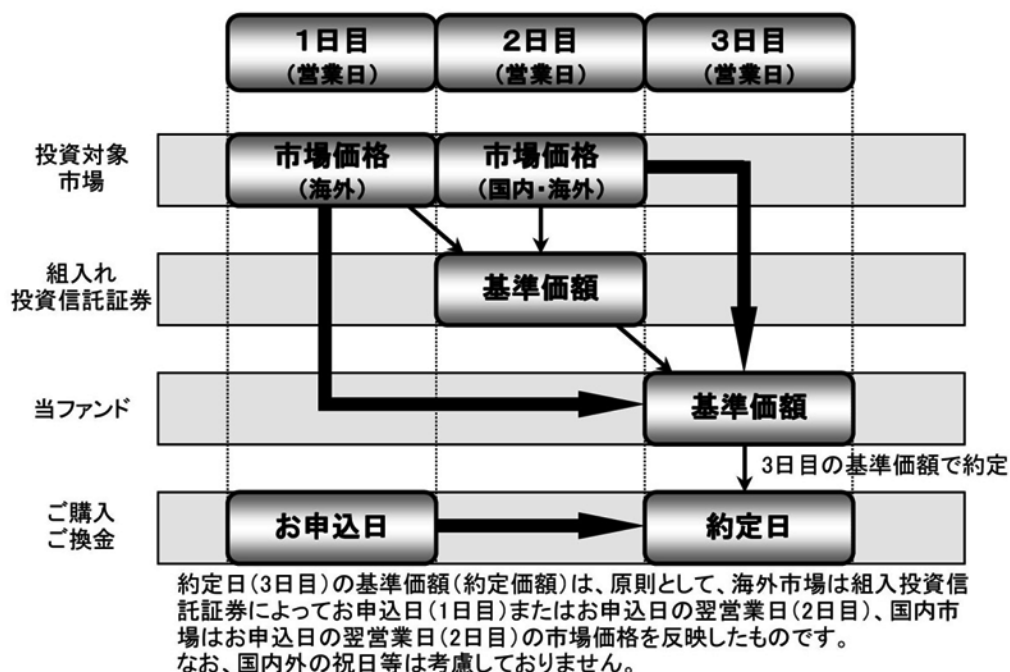 1日目
(営業日)
2日目
(営業日)
3日目
(営業日)
投資対象
市場
市場価格
(海外)
市場価格
(国内・海外)
組入れ
投資信託証券
基準価額
当ファンド
基準価額
3日目の基準価額で約定
ご購入
ご換金
お申込日
約定日
約定日(3日目)の基準価額(約定価額)は、原則として、海外市場は組入投資信
託証券によってお申込日(1日目)またはお申込日の翌営業日(2日目)、国内市
場はお申込日の翌営業日(2日目)の市場価格を反映したものです。
なお、国内外の祝日等は考慮しておりません。